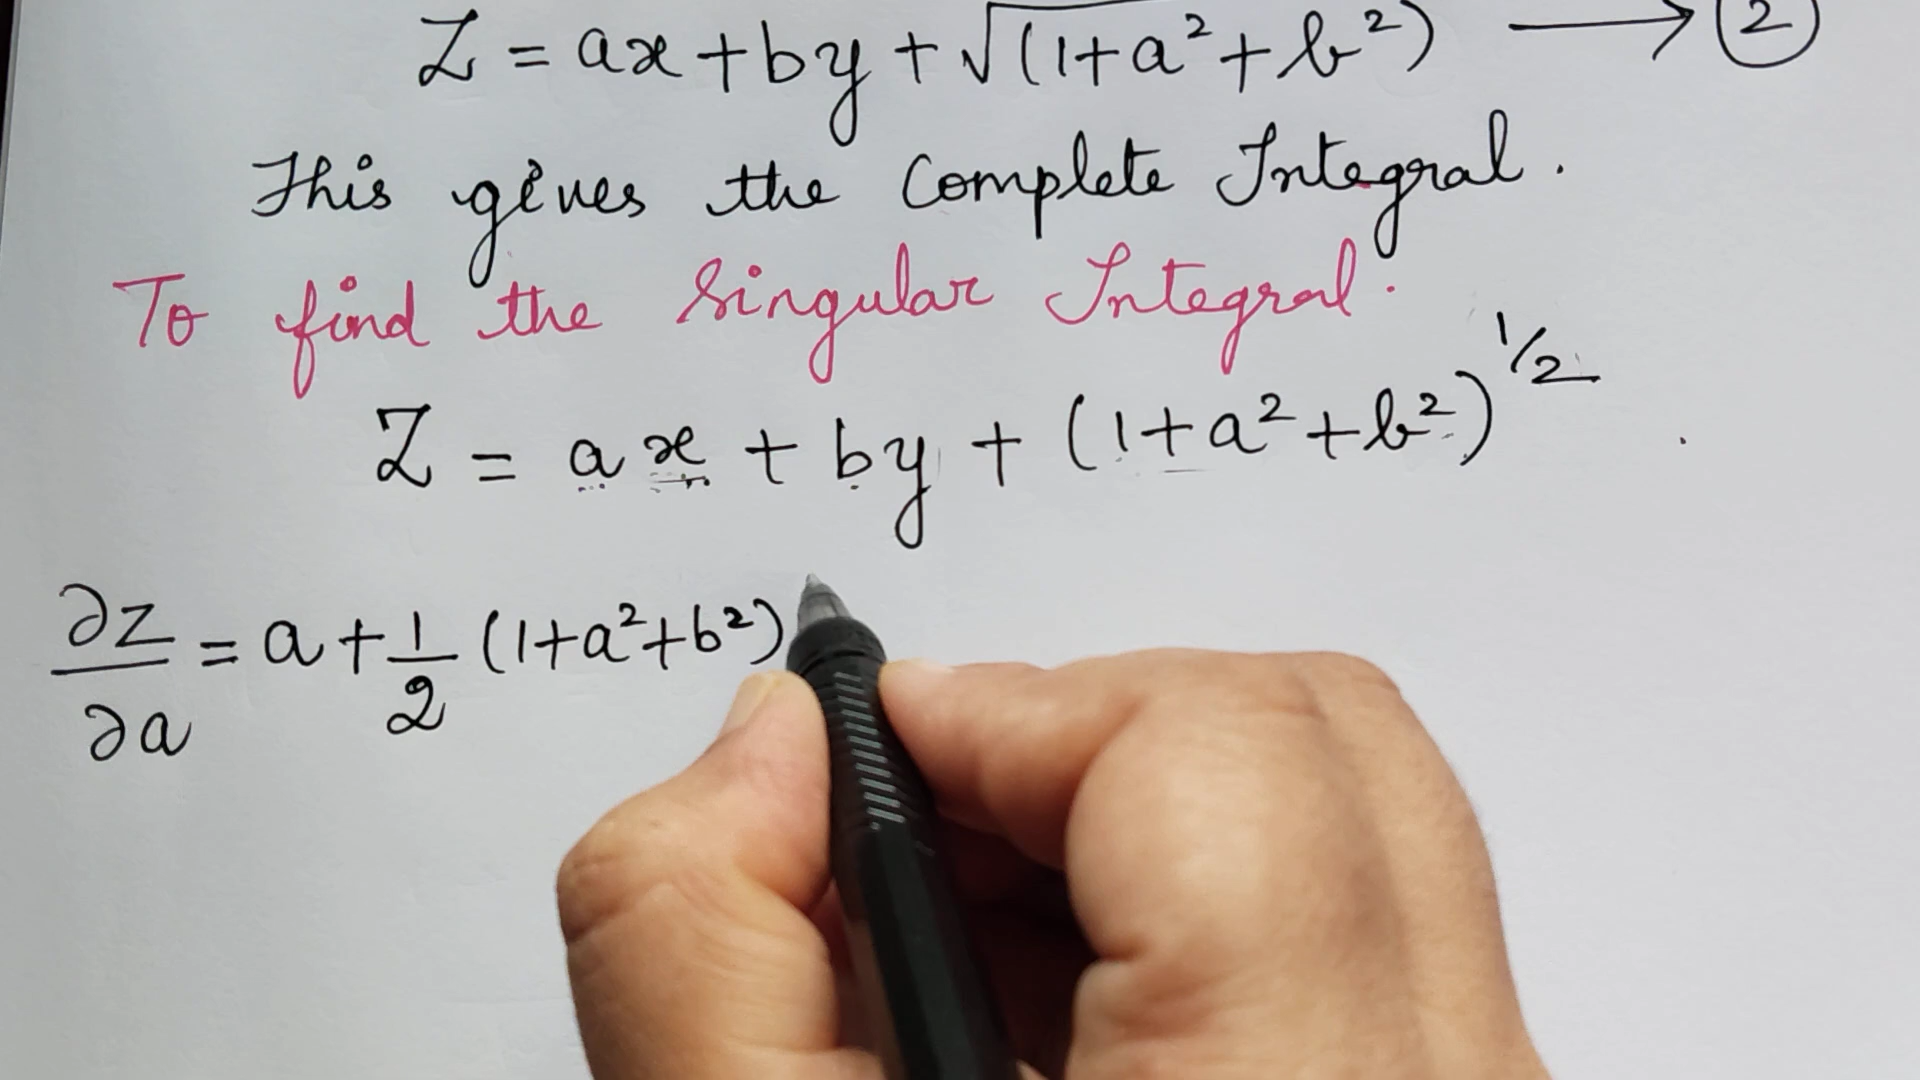 Z = ax + by + √(1+a²+b²) ⟶ ②
This gives the Complete Integral.
To find the Singular Integral.
Z = ax + by + (1+a²+b²)^1/2
∂z/∂a = a + 1/2 (1+a²+b²)